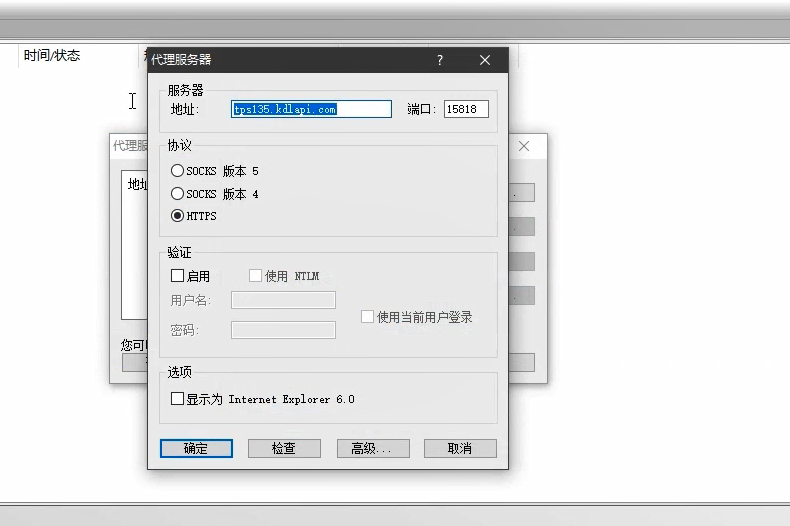 时间/状态
代理服务器 ?
服务器
地址: tps135.kdlapi.com 端口: 15818
协议
代理服
地址
SOCKS 版本 5
SOCKS 版本 4
HTTPS
验证
启用 使用 NTLM
用户名:
使用当前用户登录
密码:
您可
选项
显示为 Internet Explorer 6.0
确定 检查 高级... 取消